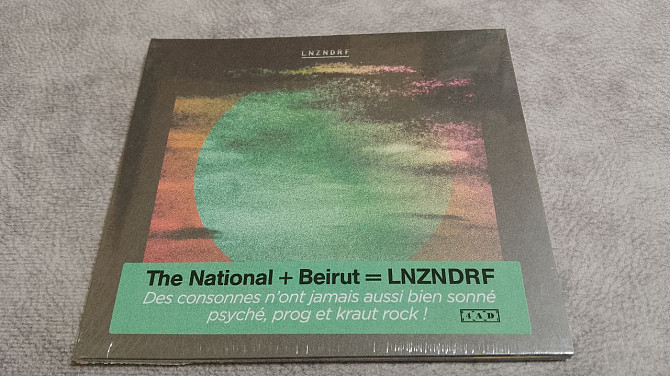 LNZNDRF
The National + Beirut = LNZNDRF
Des consonnes n'ont jamais aussi bien sonné
psyché, prog et kraut rock !
4AD